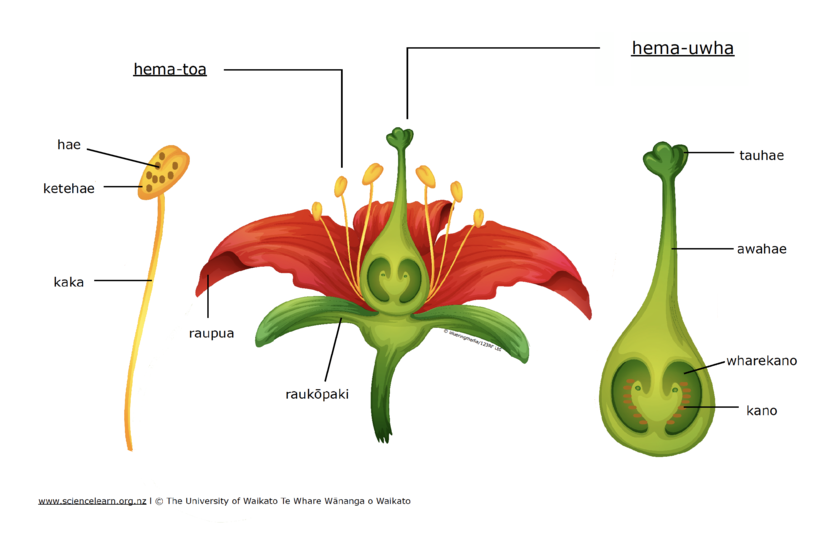 hema-toa
hema-uwha
hae
ketehae
kaka
raupua
raukōpaki
tauhae
awahae
wharekano
kano
www.sciencelearn.org.nz | © The University of Waikato Te Whare Wānanga o Waikato